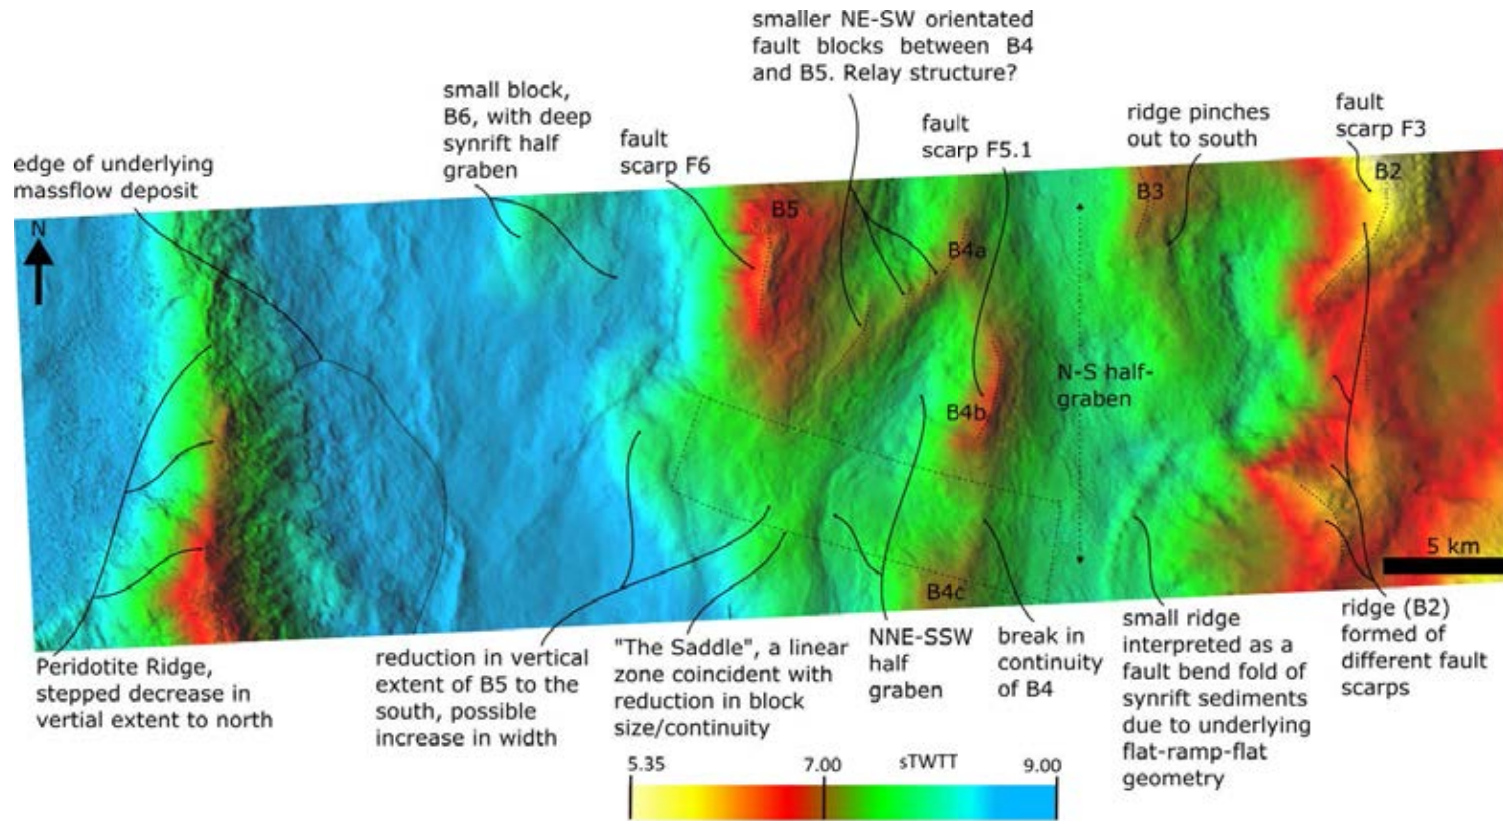 smaller NE-SW orientated
fault blocks between B4
and B5. Relay structure?
small block,
B6, with deep
synrift half
graben
fault
scarp F6
fault
scarp F5.1
ridge pinches
out to south
fault
scarp F3
edge of underlying
massflow deposit
N
B5
B4a
B3
B2
N-S half-
graben
B4b
B4c
5 km
Peridotite Ridge,
stepped decrease in
vertial extent to north
reduction in vertical
extent of B5 to the
south, possible
increase in width
"The Saddle", a linear
zone coincident with
reduction in block
size/continuity
NNE-SSW
half
graben
break in
continuity
of B4
small ridge
interpreted as a
fault bend fold of
synrift sediments
due to underlying
flat-ramp-flat
geometry
ridge (B2)
formed of
different fault
scarps
5.35 7.00 sTWTT 9.00